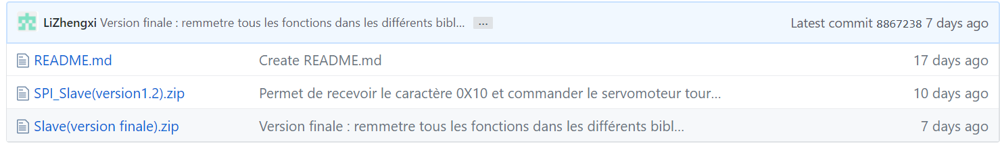 LiZhengxi Version finale : remmetre tous les fonctions dans les différents bibl... ... Latest commit 8867238 7 days ago
README.md Create README.md 17 days ago
SPI_Slave(version1.2).zip Permet de recevoir le caractère 0X10 et commander le servomoteur tour... 10 days ago
Slave(version finale).zip Version finale : remmetre tous les fonctions dans les différents bibl... 7 days ago